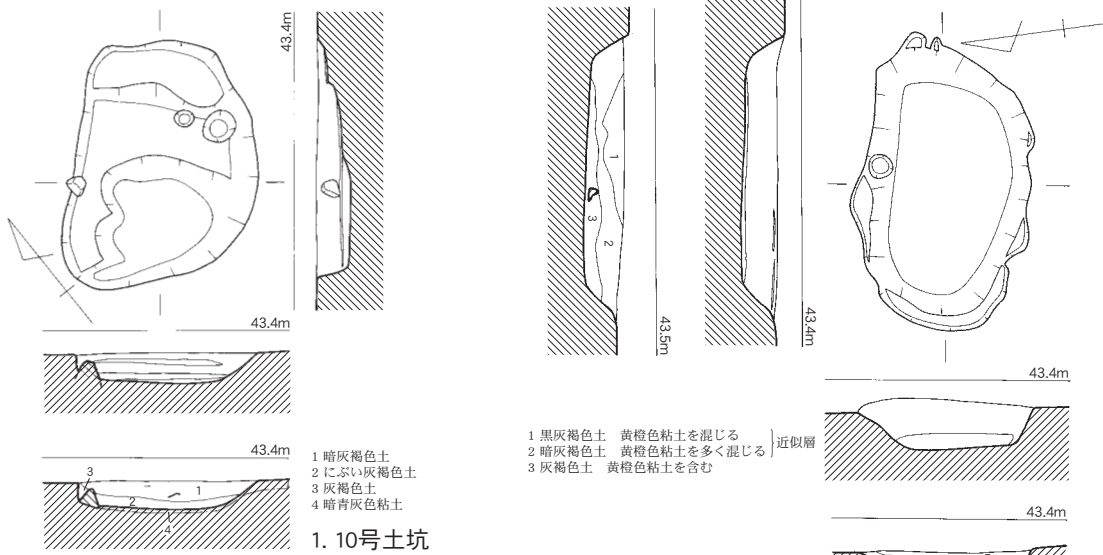 43.4m
43.4m
43.4m
3
1
2
4
1 暗灰褐色土
2 にぶい灰褐色土
3 灰褐色土
4 暗青灰色粘土
1. 10号土坑
1
3
2
43.5m
43.4m
1 黒灰褐色土　黄橙色粘土を混じる
2 暗灰褐色土　黄橙色粘土を多く混じる
近似層
3 灰褐色土　黄橙色粘土を含む
43.4m
43.4m